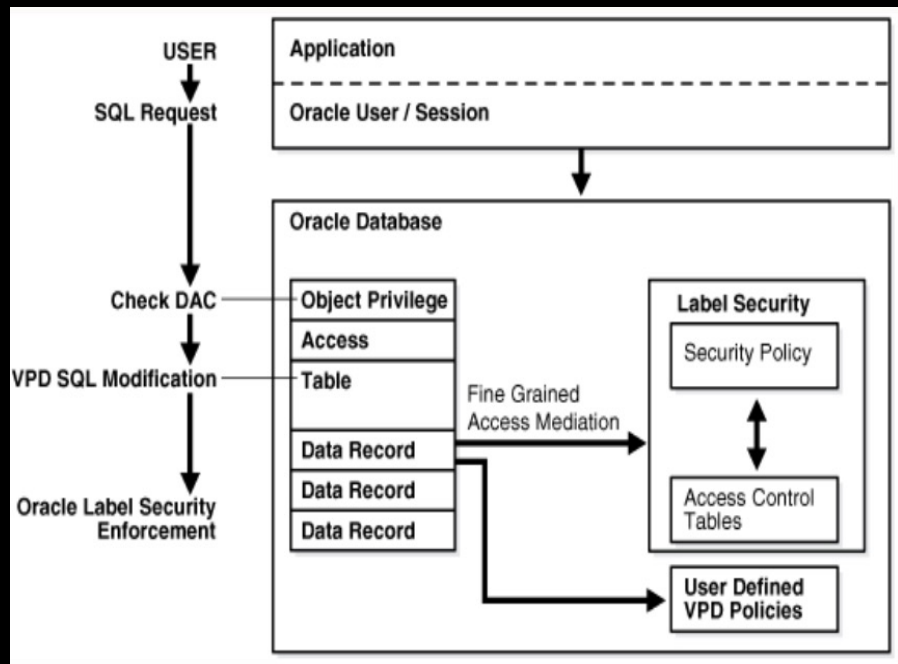 USER
SQL Request
Check DAC
VPD SQL Modification
Oracle Label Security
Enforcement
Application
Oracle User / Session
Oracle Database
Object Privilege
Access
Table
Data Record
Data Record
Data Record
Fine Grained
Access Mediation
Label Security
Security Policy
Access Control
Tables
User Defined
VPD Policies